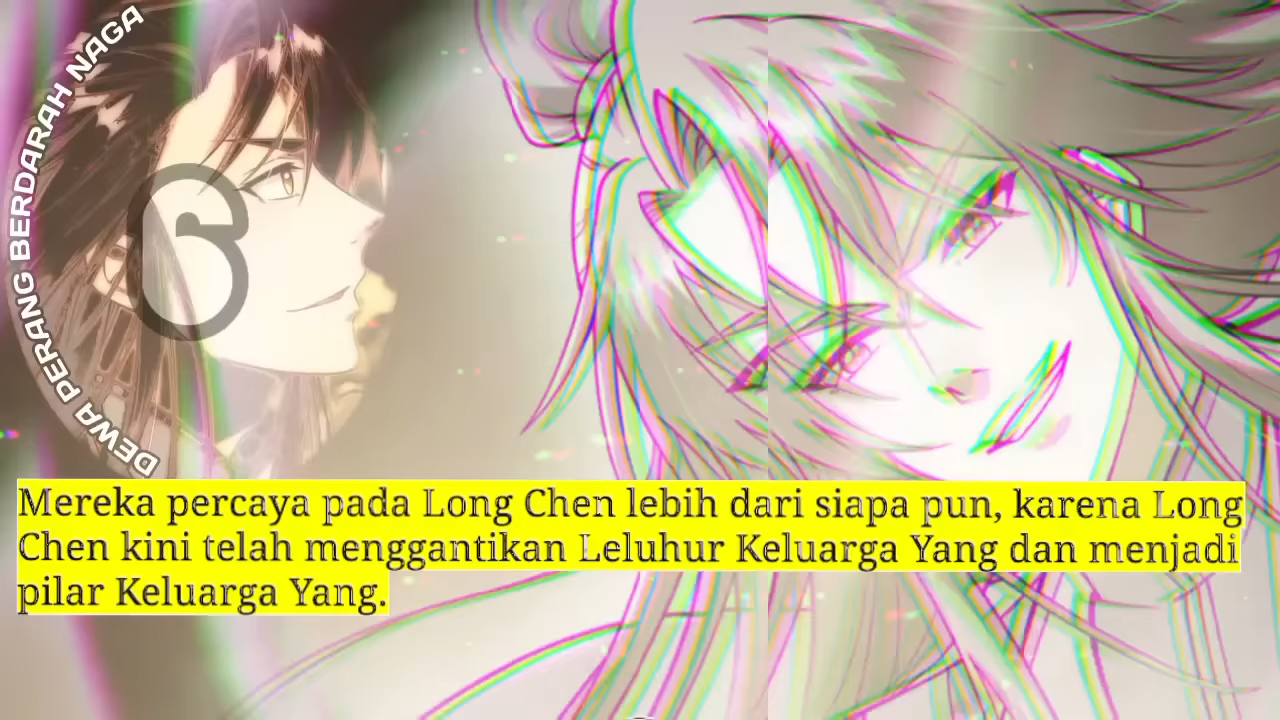 DEWA PERANG BERDARAH NAGA
6
Mereka percaya pada Long Chen lebih dari siapa pun, karena Long
Chen kini telah menggantikan Leluhur Keluarga Yang dan menjadi
pilar Keluarga Yang.